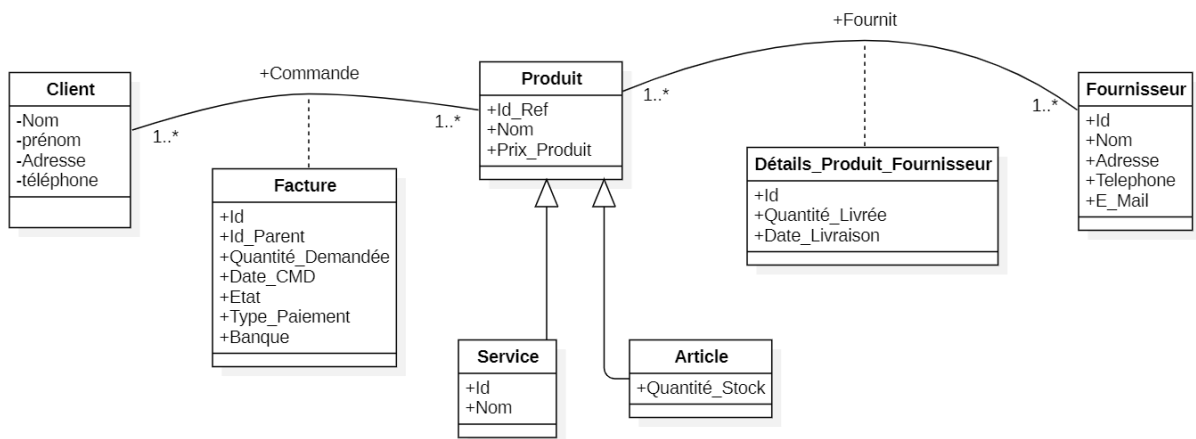 +Fournit
+Commande
Client
-Nom
-prénom
-Adresse
-téléphone
1..*
1..*
Produit
+Id_Ref
+Nom
+Prix_Produit
1..*
1..*
Fournisseur
+Id
+Nom
+Adresse
+Telephone
+E_Mail
Facture
+Id
+Id_Parent
+Quantité_Demandée
+Date_CMD
+Etat
+Type_Paiement
+Banque
Détails_Produit_Fournisseur
+Id
+Quantité_Livrée
+Date_Livraison
Service
+Id
+Nom
Article
+Quantité_Stock